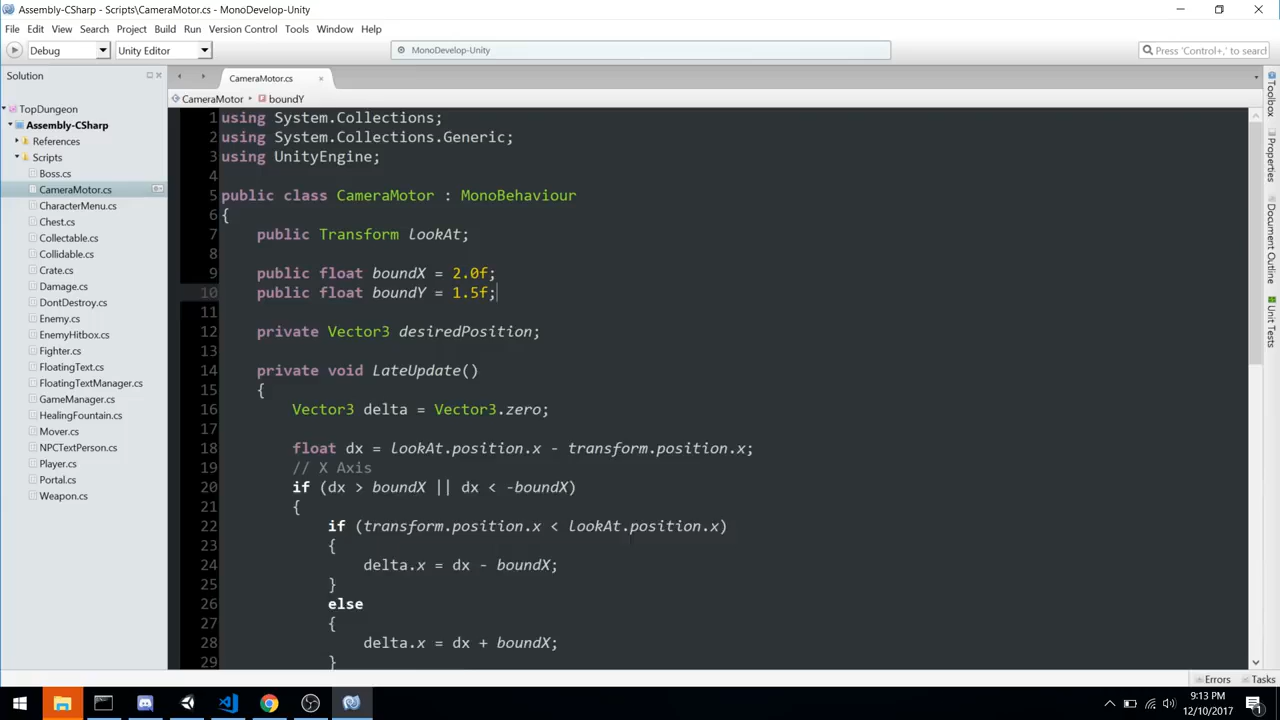 Assembly-CSharp - Scripts\CameraMotor.cs - MonoDevelop-Unity
File Edit View Search Project Build Run Version Control Tools Window Help
Debug Unity Editor MonoDevelop-Unity Press 'Control+,' to search
Solution
TopDungeon
Assembly-CSharp
References
Scripts
Boss.cs
CameraMotor.cs
CharacterMenu.cs
Chest.cs
Collectable.cs
Collidable.cs
Crate.cs
Damage.cs
DontDestroy.cs
Enemy.cs
EnemyHitbox.cs
Fighter.cs
FloatingText.cs
FloatingTextManager.cs
GameManager.cs
HealingFountain.cs
Mover.cs
NPCTextPerson.cs
Player.cs
Portal.cs
Weapon.cs
CameraMotor.cs
CameraMotor boundY
1 using System.Collections;
2 using System.Collections.Generic;
3 using UnityEngine;
4
5 public class CameraMotor : MonoBehaviour
6 {
7 public Transform lookAt;
8
9 public float boundX = 2.0f;
10 public float boundY = 1.5f;
11
12 private Vector3 desiredPosition;
13
14 private void LateUpdate()
15 {
16 Vector3 delta = Vector3.zero;
17
18 float dx = lookAt.position.x - transform.position.x;
19 // X Axis
20 if (dx > boundX || dx < -boundX)
21 {
22 if (transform.position.x < lookAt.position.x)
23 {
24 delta.x = dx - boundX;
25 }
26 else
27 {
28 delta.x = dx + boundX;
29 }
Toolbox
Properties
Document Outline
Unit Tests
Errors Tasks
9:13 PM
12/10/2017
1